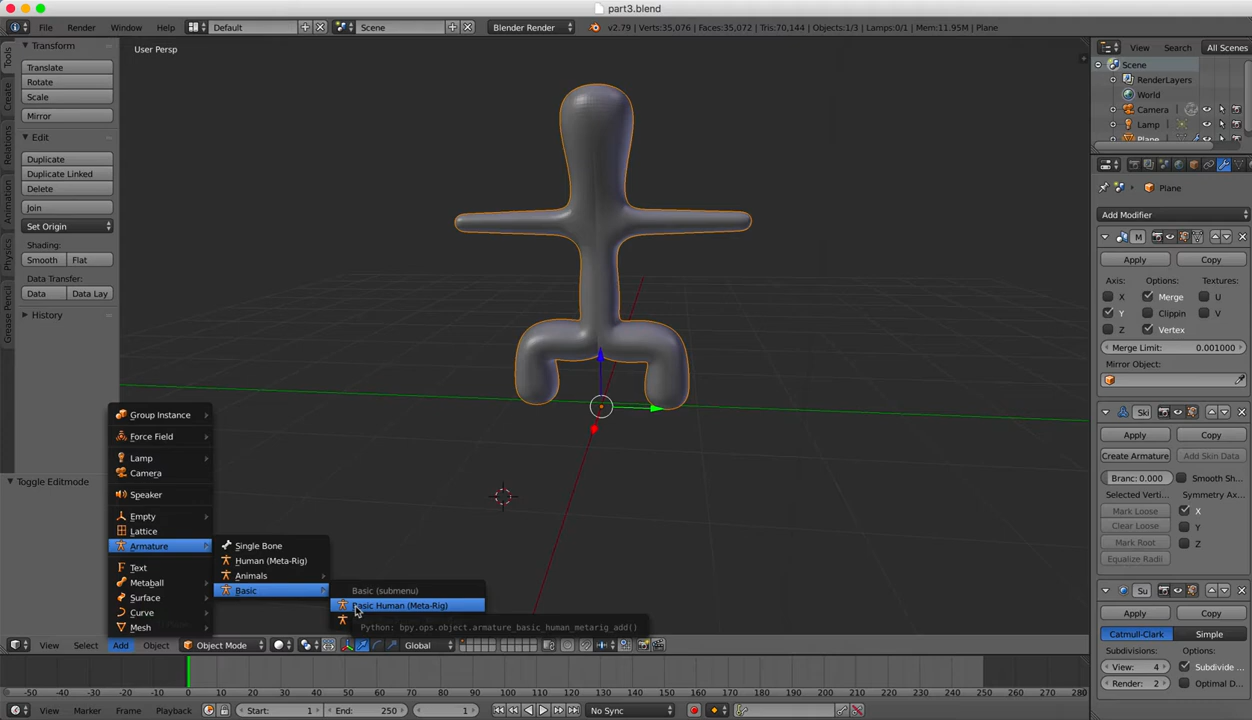 part3.blend
File Render Window Help Default Scene Blender Render v2.79 | Verts:35,076 | Faces:35,072 | Tris:70,144 | Objects:1/3 | Lamps:0/1 | Mem:11.95M | Plane
Tools
Create
Relations
Animation
Physics
Grease Pencil
Transform
Translate
Rotate
Scale
Mirror
Edit
Duplicate
Duplicate Linked
Delete
Join
Set Origin
Shading:
Smooth Flat
Data Transfer:
Data Data Lay
History
Toggle Editmode
User Persp
Group Instance
Force Field
Lamp
Camera
Speaker
Empty
Lattice
Armature
Text
Metaball
Surface
Curve
Mesh
Single Bone
Human (Meta-Rig)
Animals
Basic
Basic (submenu)
Basic Human (Meta-Rig)
Python: bpy.ops.object.armature_basic_human_metarig_add()
View Select Add Object Object Mode Global
-50 -40 -30 -20 -10 0 10 20 30 40 50 60 70 80 90 100 110 120 130 140 150 160 170 180 190 200 210 220 230 240 250 260 270 280
View Marker Frame Playback Start: 1 End: 250 1 No Sync
View Search All Scenes
Scene
RenderLayers
World
Camera
Lamp
Plane
Plane
Add Modifier
M
Apply Copy
Axis: Options: Textures:
X Merge U
Y Clippin V
Z Vertex
Merge Limit: 0.001000
Mirror Object:
Ski
Apply Copy
Create Armature Add Skin Data
Branc: 0.000 Smooth Sh...
Selected Verti... Symmetry Ax...
Mark Loose X
Clear Loose Y
Mark Root Z
Equalize Radii
Su
Apply Copy
Catmull-Clark Simple
Subdivisions: Options:
View: 4 Subdivide ...
Render: 2 Optimal D...